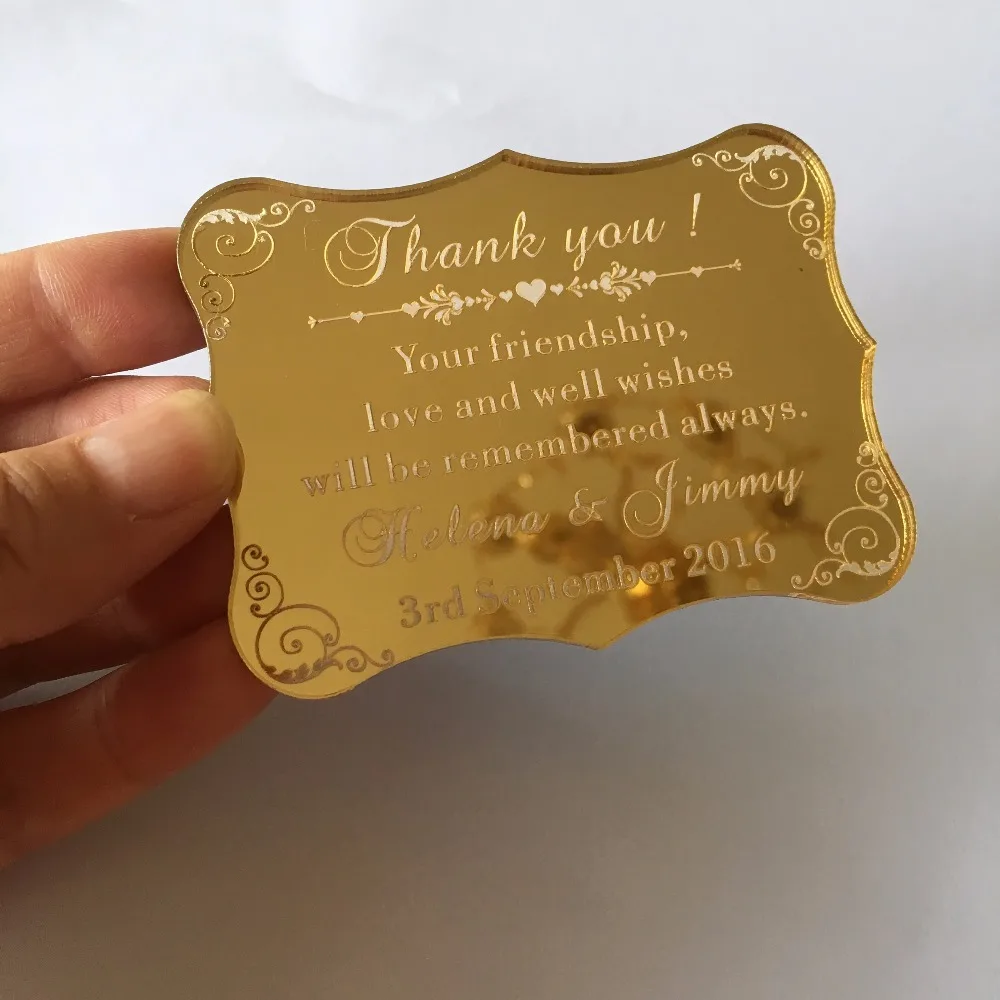 Thank you !
Your friendship,
love and well wishes
will be remembered always.
Helena & Jimmy
3rd September 2016